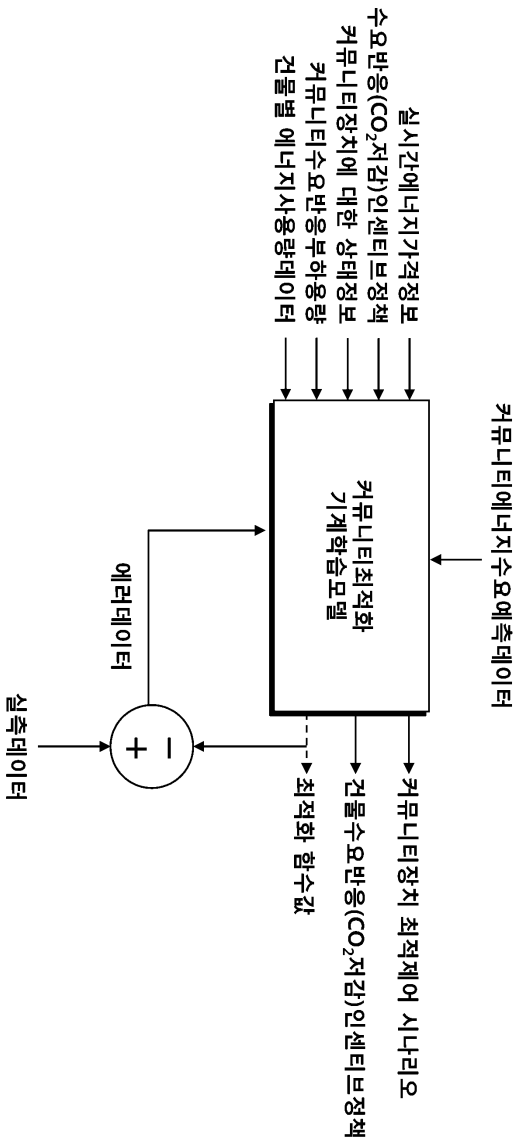 커뮤니티에너지수요예측데이터
실시간에너지가격정보
수요반응(CO₂저감)인센티브정책
커뮤니티장치에 대한 상태정보
커뮤니티수요반응부하용량
건물별 에너지사용량데이터
커뮤니티최적화
기계학습모델
커뮤니티장치 최적제어 시나리오
건물수요반응(CO₂저감)인센티브정책
최적화 함수값
−
+
에러데이터
실측데이터